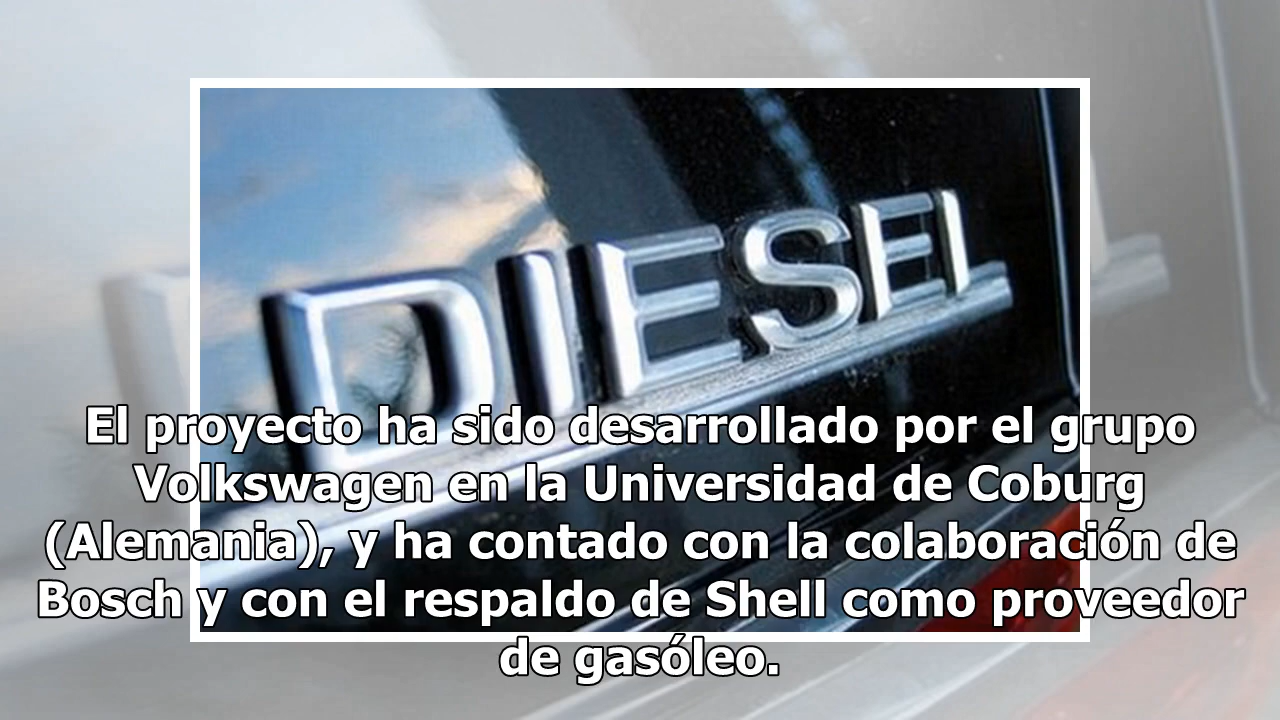 DIESEL
El proyecto ha sido desarrollado por el grupo
Volkswagen en la Universidad de Coburg
(Alemania), y ha contado con la colaboración de
Bosch y con el respaldo de Shell como proveedor
de gasóleo.